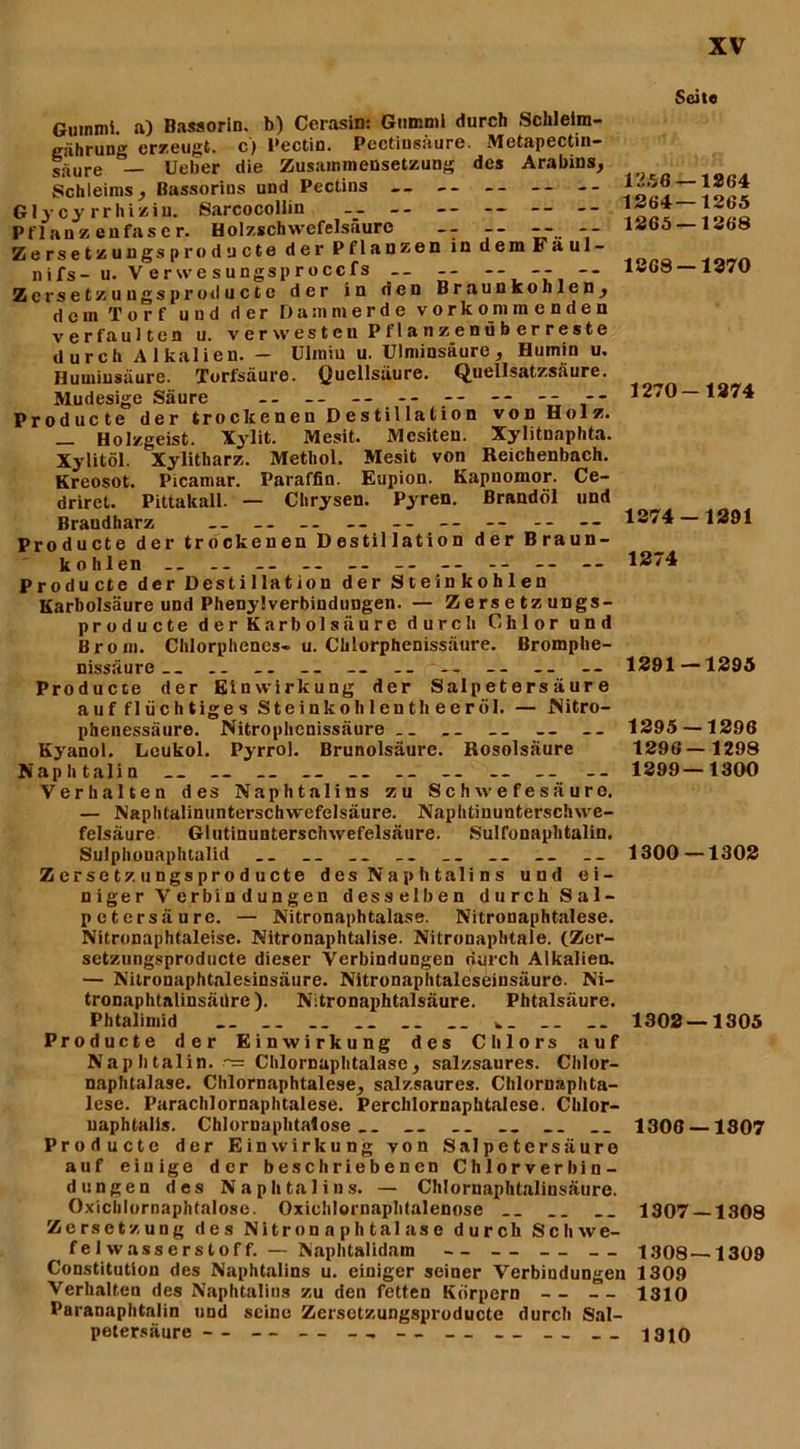 XV
Seite
Gummi. a) Bassorin. b) Cerasin: Gummi durch Schleim-
gährung erzeugt. c) Pectin. Pectinsäure. Metapectin-
säure — Ueber die Zusammensetzung des Arabins,
Schleims, Bassorins und Pectins -- -- -- -- -- 1256—1264
Glycyrrhizin. Sarcocollin -- -- -- -- -- -- 1264—1265
Pflanzenfaser. Holzschwefelsäure -- -- -- -- 1265—1268
Zersetzungsproducte der Pflanzen in dem Fäul-
nifs- u. Verwesungsprocefs -- -- -- -- -- 1268—1270
Zersetzungsproducte der in den Braunkohlen,
dem Torf und der Dammerde vorkommenden
verfaulten u. verwesten Pflanzenüberreste
durch Alkalien. — Ulmin u. Ulminsäure, Humin u.
Huminsäure. Torfsäure. Quellsäure. Quellsatzsäure.
Mudesige Säure -- -- -- -- -- -- -- -- -- 1270—1274
Producte der trockenen Destillation von Holz.
— Holzgeist. Xylit. Mesit. Mesiten. Xylitnaphta.
Xylitöl. Xylitharz. Methol. Mesit von Reichenbach.
Kreosot. Picamar. Paraffin. Eupion. Kapnomor. Ce-
driret. Pittakall. — Chrysen. Pyren. Brandöl und
Brandharz -- -- -- -- -- -- -- -- -- 1274—1291
Producte der trockenen Destillation der Braun-
kohlen -- -- -- -- -- -- -- -- -- -- 1274
Producte der Destillation der Steinkohlen
Karbolsäure und Phenylverbindungen. — Zersetzungs-
producte der Karbolsäure durch Chlor und
Brom. Chlorphenes- u. Chlorphenissäure. Bromphe-
nissäure -- -- -- -- -- -- -- -- -- -- 1291—1295
Producte der Einwirkung der Salpetersäure
auf flüchtiges Steinkohlentheeröl. — Nitro-
phenessäure. Nitrophenissäure -- -- -- -- -- 1295—1296
Kyanol. Leukol. Pyrrol. Brunolsäure. Rosolsäure 1296—1298
Naphtalin -- -- -- -- -- -- -- -- -- -- 1299—1300
Verhalten des Naphtalins zu Schwefesäure.
— Naphtalinunterschwefelsäure. Naphtinunterschwe-
felsäure Glutinunterschwefelsäure. Sulfonaphtalin.
Sulphonaphtalid -- -- -- -- -- -- -- -- 1300—1302
Zersetzungsproducte des Naphtalins und ei-
niger Verbindungen desselben durch Sal-
petersäure. — Nitronaphtalase. Nitronaphtalese.
Nitronaphtaleise. Nitronaphtalise. Nitronaphtale. (Zer-
setzungsproducte dieser Verbindungen durch Alkalien.
— Nitronaphtalesinsäure. Nitronaphtaleseinsäure. Ni-
tronaphtalinsäure). Nitronaphtalsäure. Phtalsäure.
Phtalimid -- -- -- -- -- -- -- -- -- 1302—1305
Producte der Einwirkung des Chlors auf
Naphtalin. — Chlornaphtalase, salzsaures. Chlor-
naphtalase. Chlornaphtalese, salzsaures. Chlornaphta-
lese. Parachlornaphtalese. Perchlornaphtalese. Chlor-
naphtalis. Chlornaphtalose -- -- -- -- -- -- 1306—1307
Producte der Einwirkung von Salpetersäure
auf einige der beschriebenen Chlorverbin-
dungen des Naphtalins. — Chlornaphtalinsäure.
Oxichlornaphtalose. Oxichlornaphtalenose -- -- -- 1307—1308
Zersetzung des Nitronaphtalase durch Schwe-
felwasserstoff. — Naphtalidam -- -- -- -- 1308—1309
Constitution des Naphtalins u. einiger seiner Verbindungen 1309
Verhalten des Naphtalins zu den fetten Körpern -- -- 1310
Paranaphtalin und seine Zersetzungsproducte durch Sal-
petersäure -- -- -- -- -- -- -- -- -- 1310